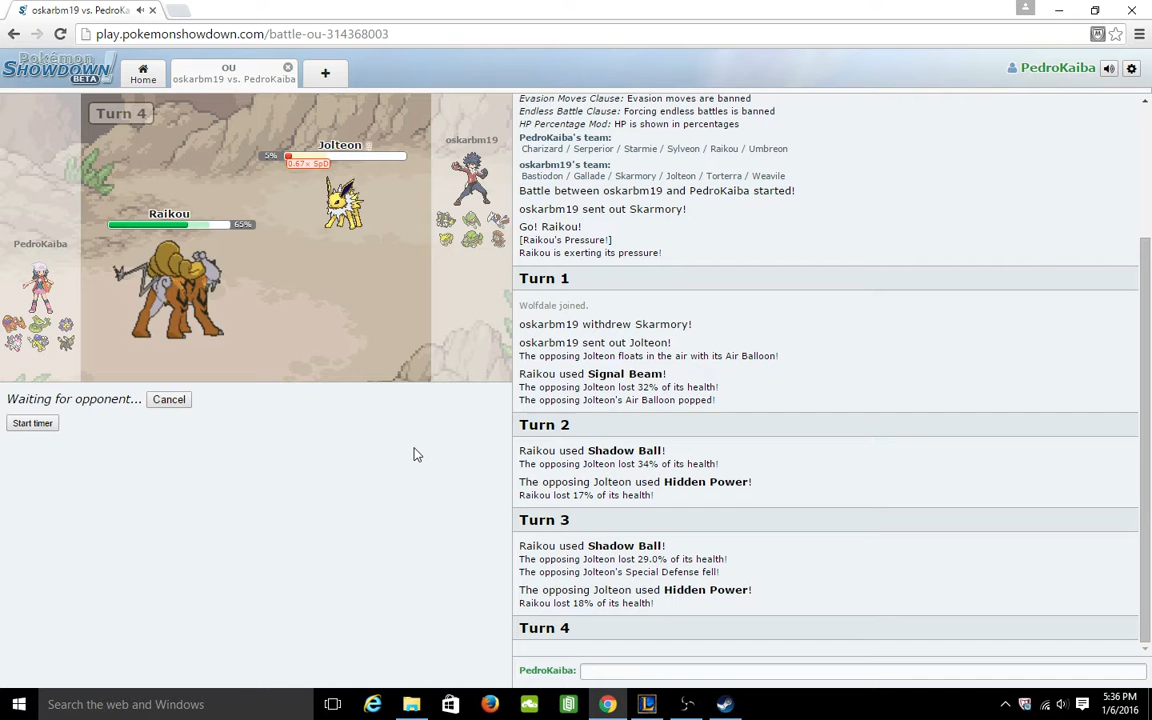 oskarbm19 vs. PedroKa
play.pokemonshowdown.com/battle-ou-314368003
Pokémon
SHOWDOWN
BETA
Home
OU
oskarbm19 vs. PedroKaiba
+
PedroKaiba
Turn 4
Jolteon
5%
0.67× SpD
oskarbm19
Raikou
65%
PedroKaiba
Waiting for opponent... Cancel
Start timer
Evasion Moves Clause: Evasion moves are banned
Endless Battle Clause: Forcing endless battles is banned
HP Percentage Mod: HP is shown in percentages
PedroKaiba's team:
Charizard / Serperior / Starmie / Sylveon / Raikou / Umbreon
oskarbm19's team:
Bastiodon / Gallade / Skarmory / Jolteon / Torterra / Weavile
Battle between oskarbm19 and PedroKaiba started!
oskarbm19 sent out Skarmory!
Go! Raikou!
[Raikou's Pressure!]
Raikou is exerting its pressure!
Turn 1
Wolfdale joined.
oskarbm19 withdrew Skarmory!
oskarbm19 sent out Jolteon!
The opposing Jolteon floats in the air with its Air Balloon!
Raikou used Signal Beam!
The opposing Jolteon lost 32% of its health!
The opposing Jolteon's Air Balloon popped!
Turn 2
Raikou used Shadow Ball!
The opposing Jolteon lost 34% of its health!
The opposing Jolteon used Hidden Power!
Raikou lost 17% of its health!
Turn 3
Raikou used Shadow Ball!
The opposing Jolteon lost 29.0% of its health!
The opposing Jolteon's Special Defense fell!
The opposing Jolteon used Hidden Power!
Raikou lost 18% of its health!
Turn 4
PedroKaiba:
Search the web and Windows
5:36 PM
1/6/2016